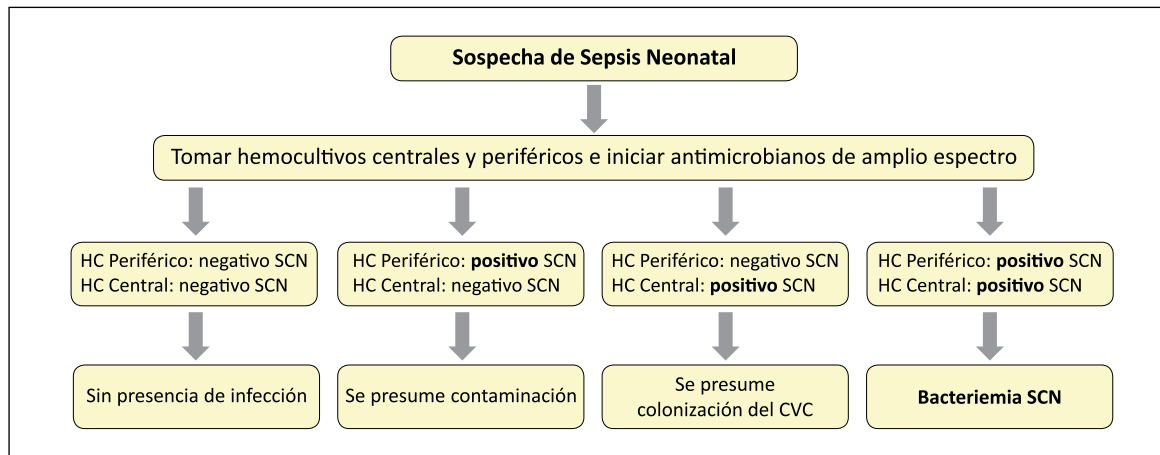 Sospecha de Sepsis Neonatal
Tomar hemocultivos centrales y periféricos e iniciar antimicrobianos de amplio espectro
HC Periférico: negativo SCN
HC Central: negativo SCN
HC Periférico: positivo SCN
HC Central: negativo SCN
HC Periférico: negativo SCN
HC Central: positivo SCN
HC Periférico: positivo SCN
HC Central: positivo SCN
Sin presencia de infección
Se presume contaminación
Se presume
colonización del CVC
Bacteriemia SCN